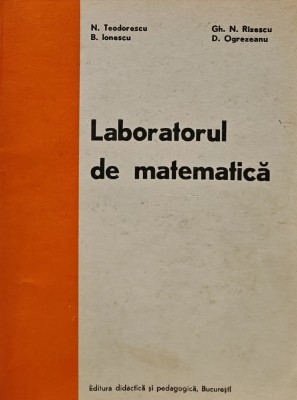 N. Teodorescu
B. Ionescu
Gh. N. Rizescu
D. Ogrezeanu
Laboratorul
de matematică
Editura didactică și pedagogică, București